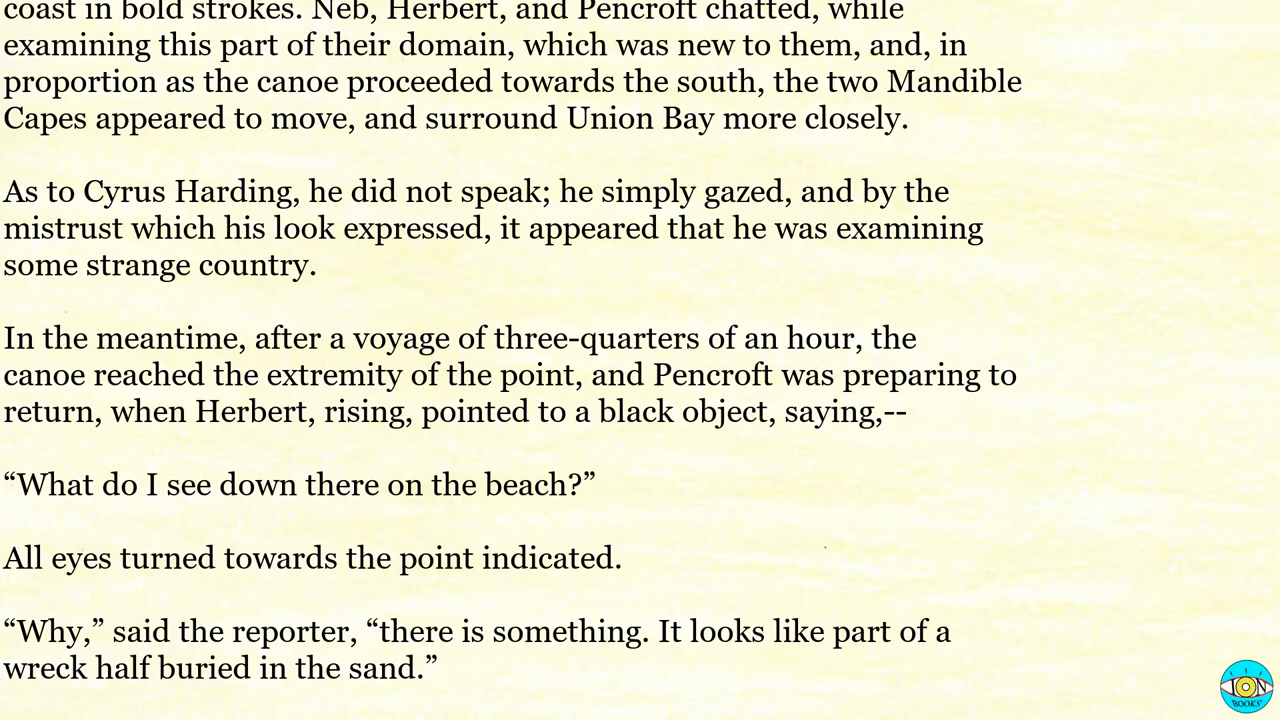 coast in bold strokes. Neb, Herbert, and Pencroft chatted, while
examining this part of their domain, which was new to them, and, in
proportion as the canoe proceeded towards the south, the two Mandible
Capes appeared to move, and surround Union Bay more closely.
As to Cyrus Harding, he did not speak; he simply gazed, and by the
mistrust which his look expressed, it appeared that he was examining
some strange country.
In the meantime, after a voyage of three-quarters of an hour, the
canoe reached the extremity of the point, and Pencroft was preparing to
return, when Herbert, rising, pointed to a black object, saying,--
“What do I see down there on the beach?”
All eyes turned towards the point indicated.
“Why,” said the reporter, “there is something. It looks like part of a
wreck half buried in the sand.”
ION
BOOKS